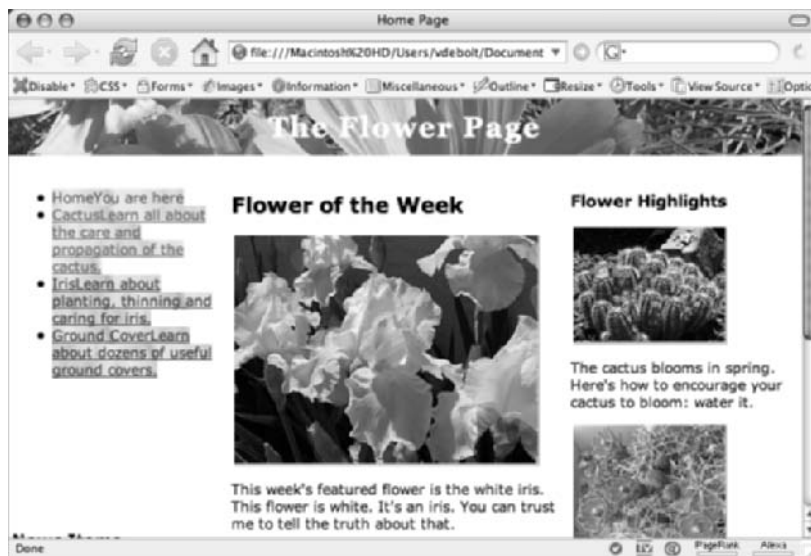 Home Page
file:///Macintosh%20HD/Users/vdebolt/Document
G
Disable CSS Forms Images Information Miscellaneous Outline Resize Tools View Source Optio
The Flower Page
HomeYou are here
CactusLearn all about
the care and
propagation of the
cactus.
IrisLearn about
planting, thinning and
caring for iris.
Ground CoverLearn
about dozens of useful
ground covers.
Flower of the Week
This week's featured flower is the white iris.
This flower is white. It's an iris. You can trust
me to tell the truth about that.
Flower Highlights
The cactus blooms in spring.
Here's how to encourage your
cactus to bloom: water it.
Done
PageRank Alexa